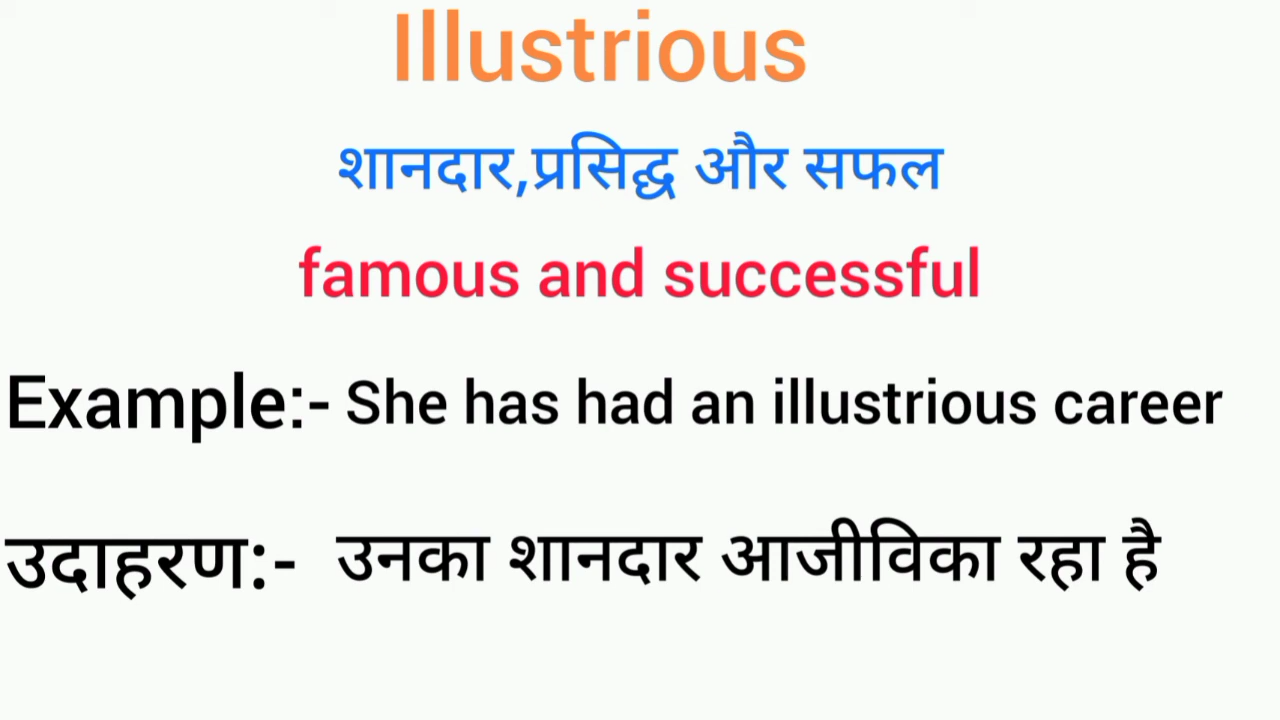 Illustrious
शानदार,प्रसिद्ध और सफल
famous and successful
Example:- She has had an illustrious career
उदाहरण:- उनका शानदार आजीविका रहा है